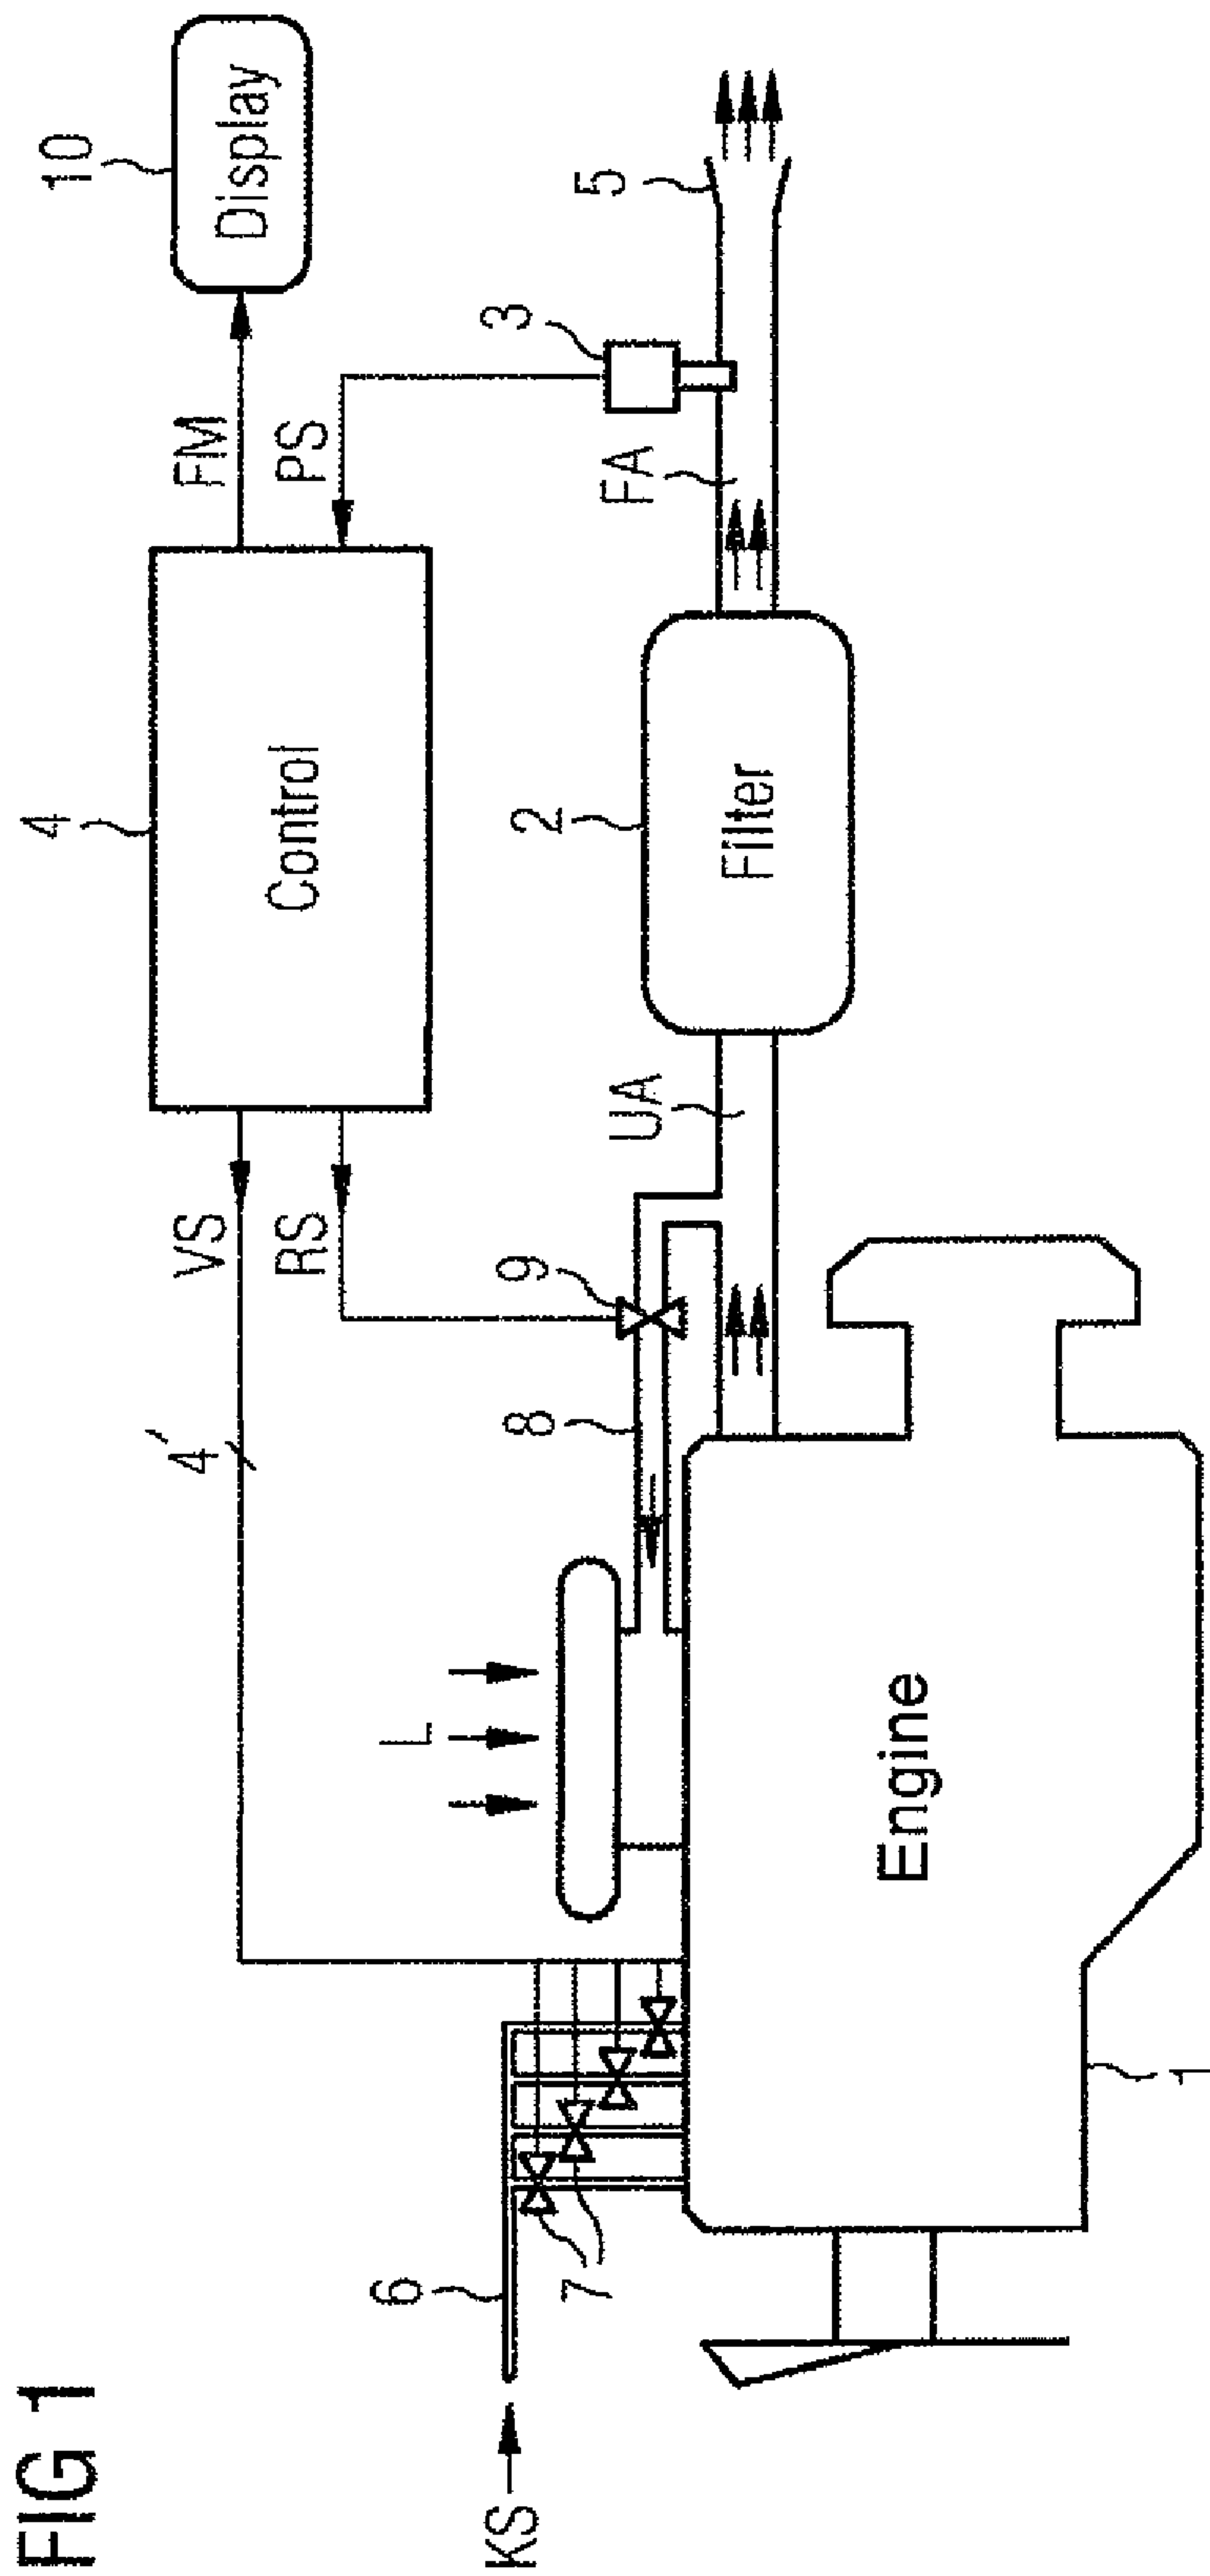 FIG 1
10
Display
4
Control
FM
PS
VS
RS
4'
3
5
FA
2
Filter
UA
9
8
L
6
7
KS
Engine
1